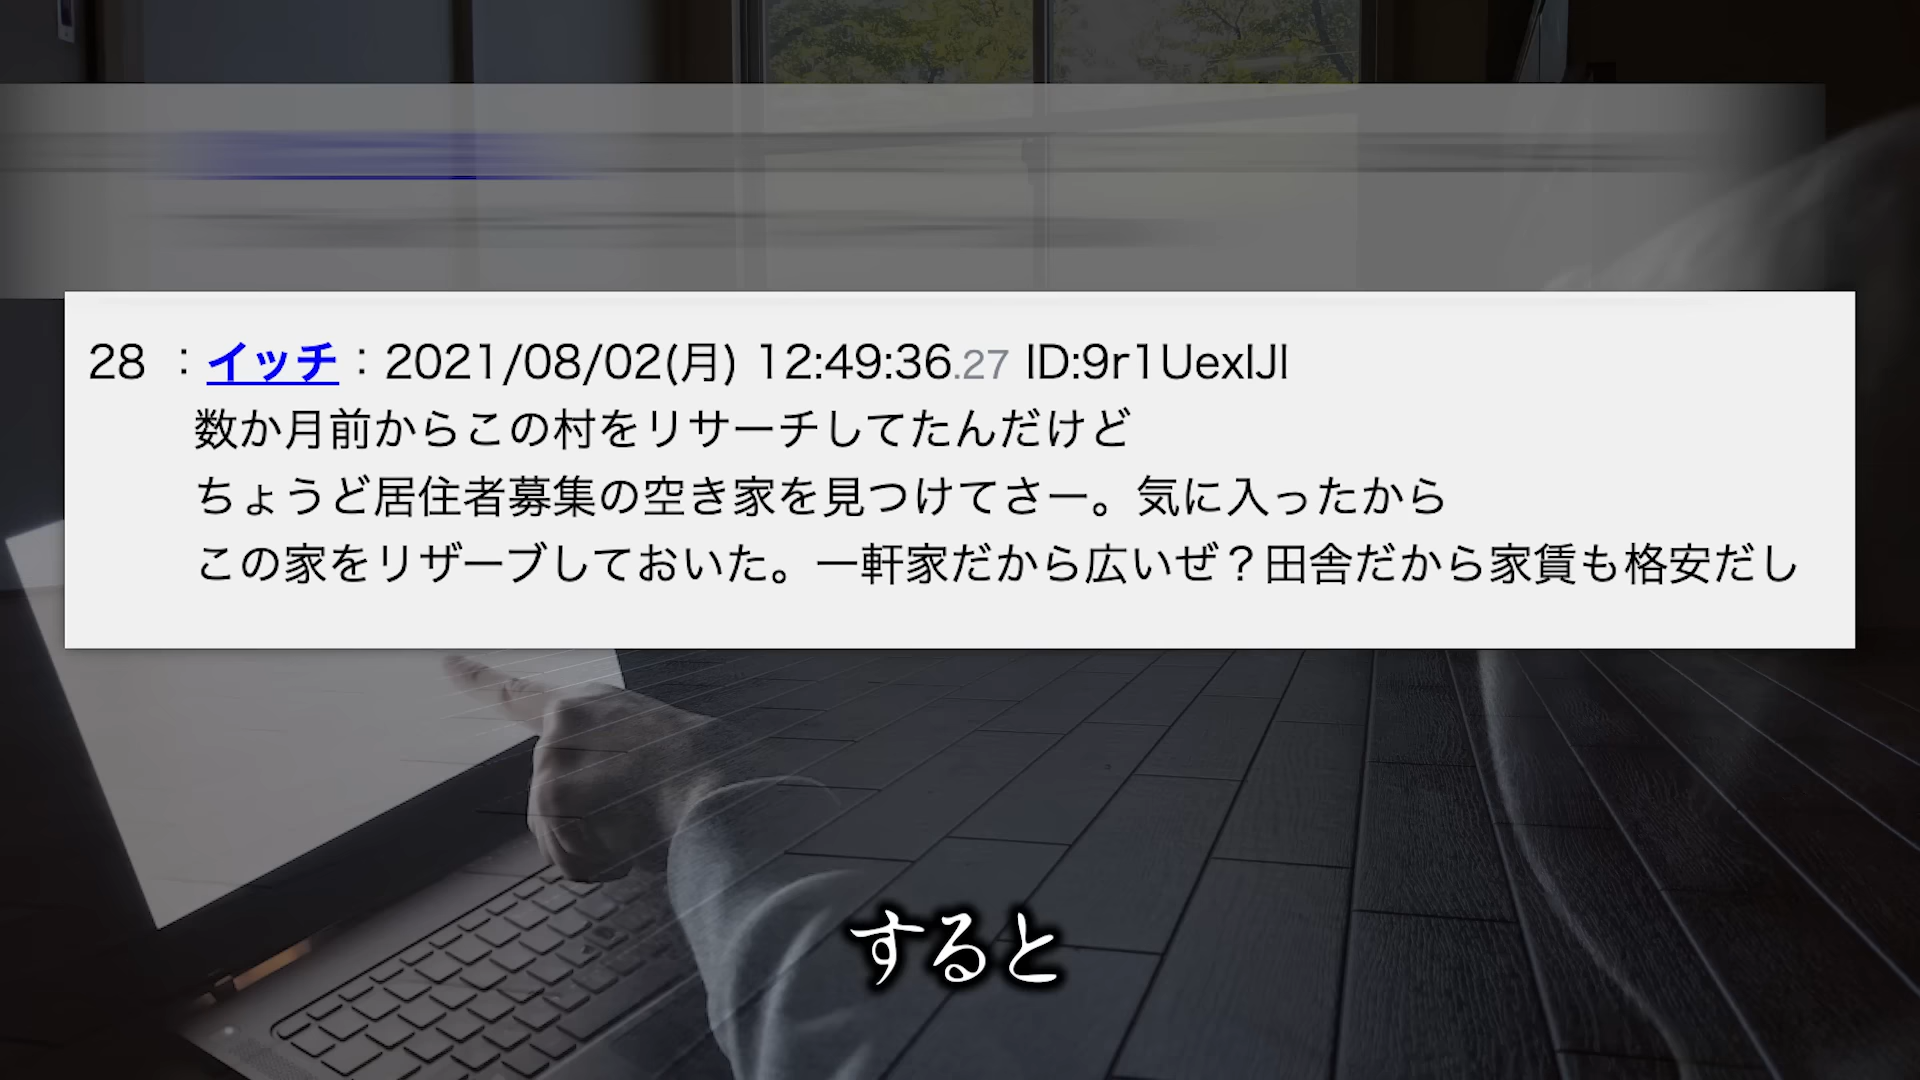 28 ：イッチ：2021/08/02(月) 12:49:36.27 ID:9r1UexIJI
数か月前からこの村をリサーチしてたんだけど
ちょうど居住者募集の空き家を見つけてさー。気に入ったから
この家をリザーブしておいた。一軒家だから広いぜ？田舎だから家賃も格安だし
すると